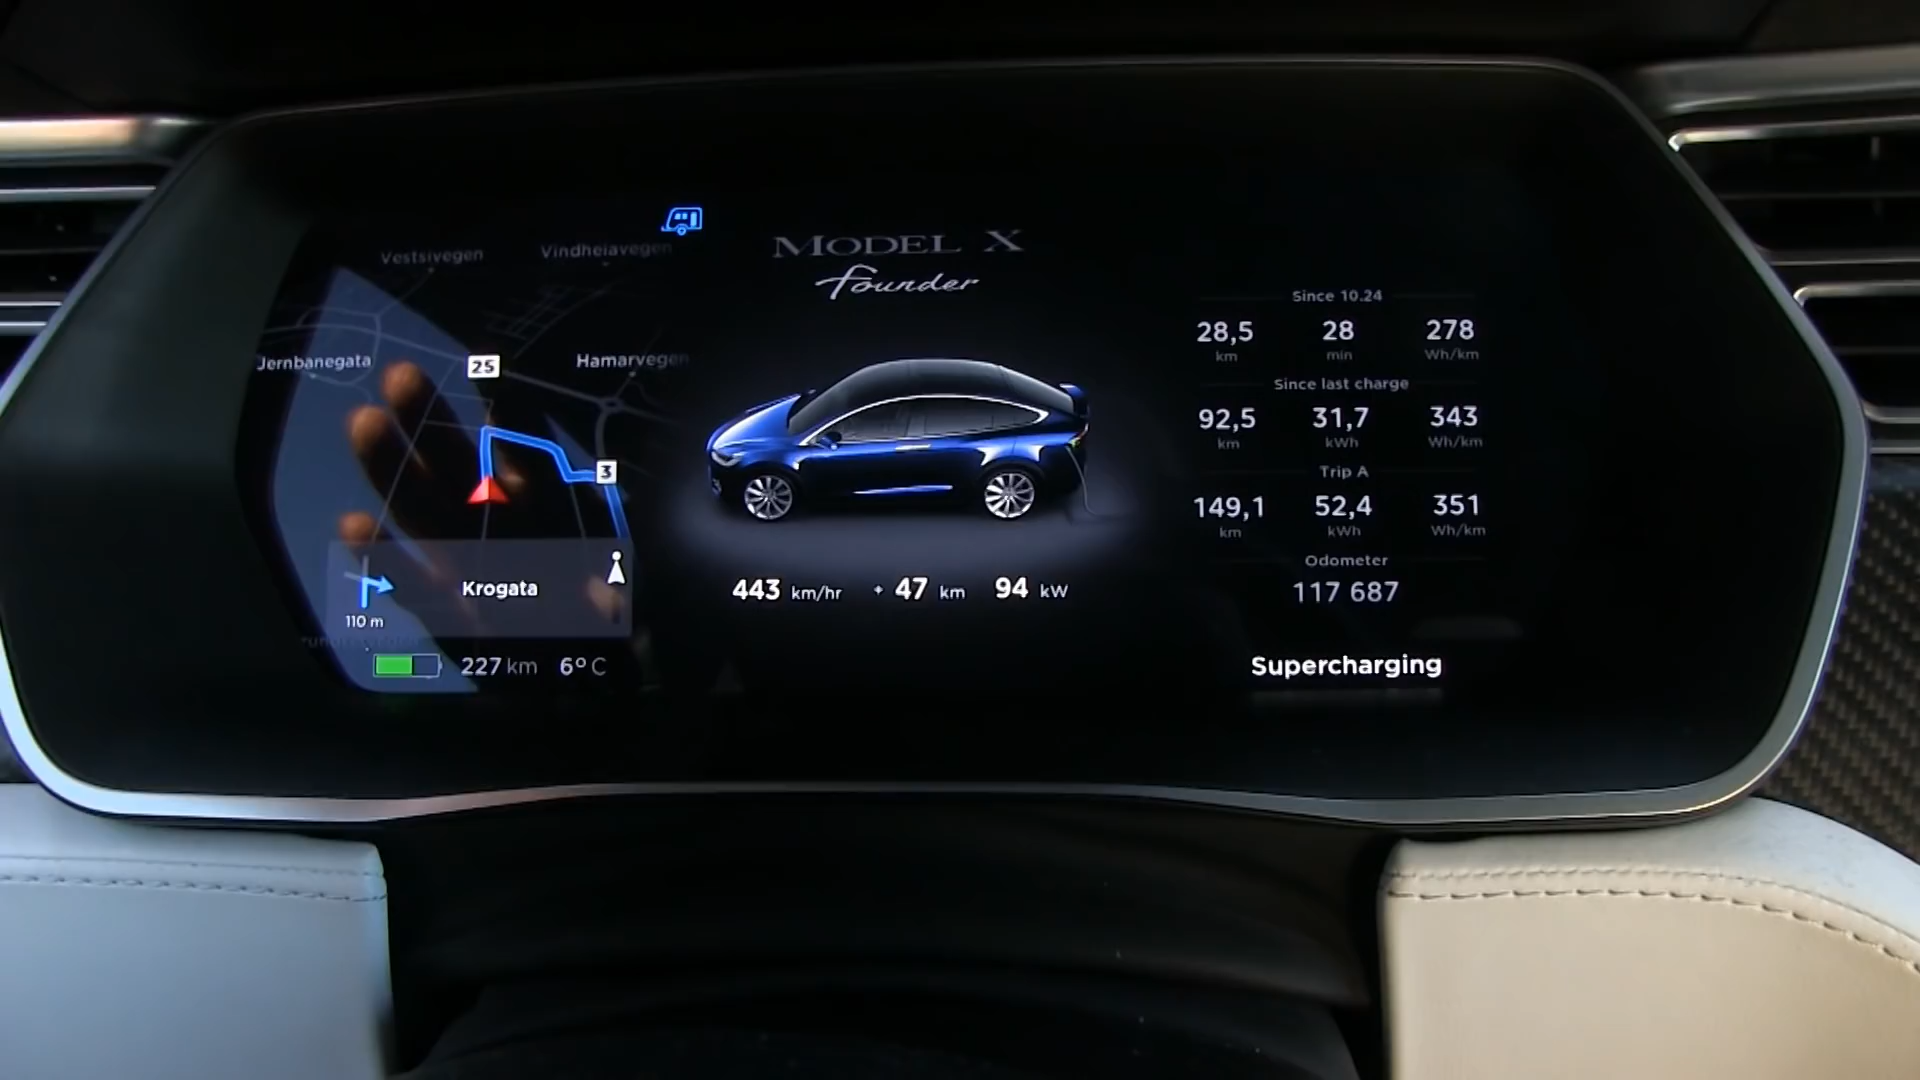 Vestsivegen
Vindheiavegen
MODEL X
founder
Jernbanegata
25
Hamarvegen
3
Krogata
110 m
227 km 6° C
443 km/hr + 47 km 94 kW
Since 10.24
28,5 28 278
km min Wh/km
Since last charge
92,5 31,7 343
km kWh Wh/km
Trip A
149,1 52,4 351
km kWh Wh/km
Odometer
117 687
Supercharging